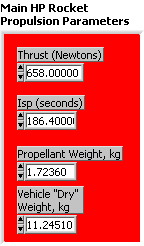 Main HP Rocket
Propulsion Parameters
Thrust (Newtons)
658.00000
Isp (seconds)
186.40000
Propellant Weight, kg
1.72360
Vehicle "Dry"
Weight, kg
11.24510